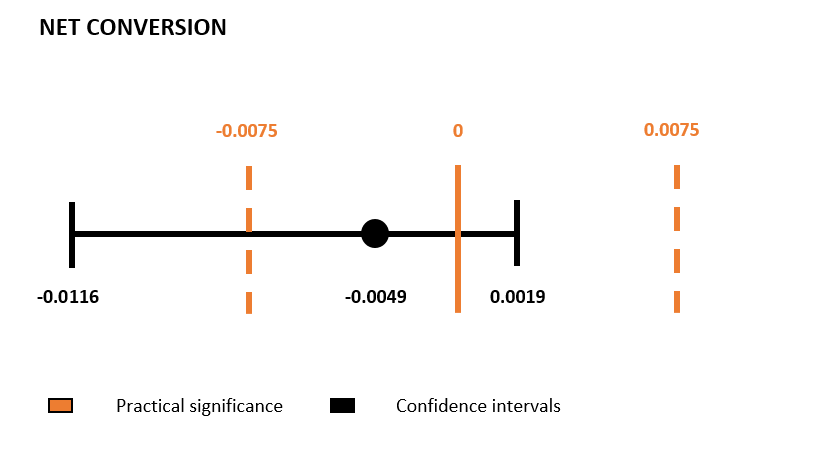 NET CONVERSION
-0.0075
0
0.0075
-0.0116
-0.0049
0.0019
Practical significance
Confidence intervals